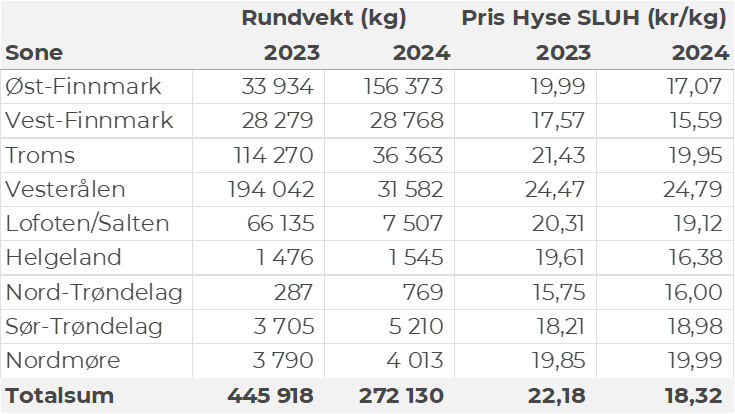 Rundvekt (kg) Pris Hyse SLUH (kr/kg)
Sone 2023 2024 2023 2024
Øst-Finnmark 33 934 156 373 19,99 17,07
Vest-Finnmark 28 279 28 768 17,57 15,59
Troms 114 270 36 363 21,43 19,95
Vesterålen 194 042 31 582 24,47 24,79
Lofoten/Salten 66 135 7 507 20,31 19,12
Helgeland 1 476 1 545 19,61 16,38
Nord-Trøndelag 287 769 15,75 16,00
Sør-Trøndelag 3 705 5 210 18,21 18,98
Nordmøre 3 790 4 013 19,85 19,99
Totalsum 445 918 272 130 22,18 18,32